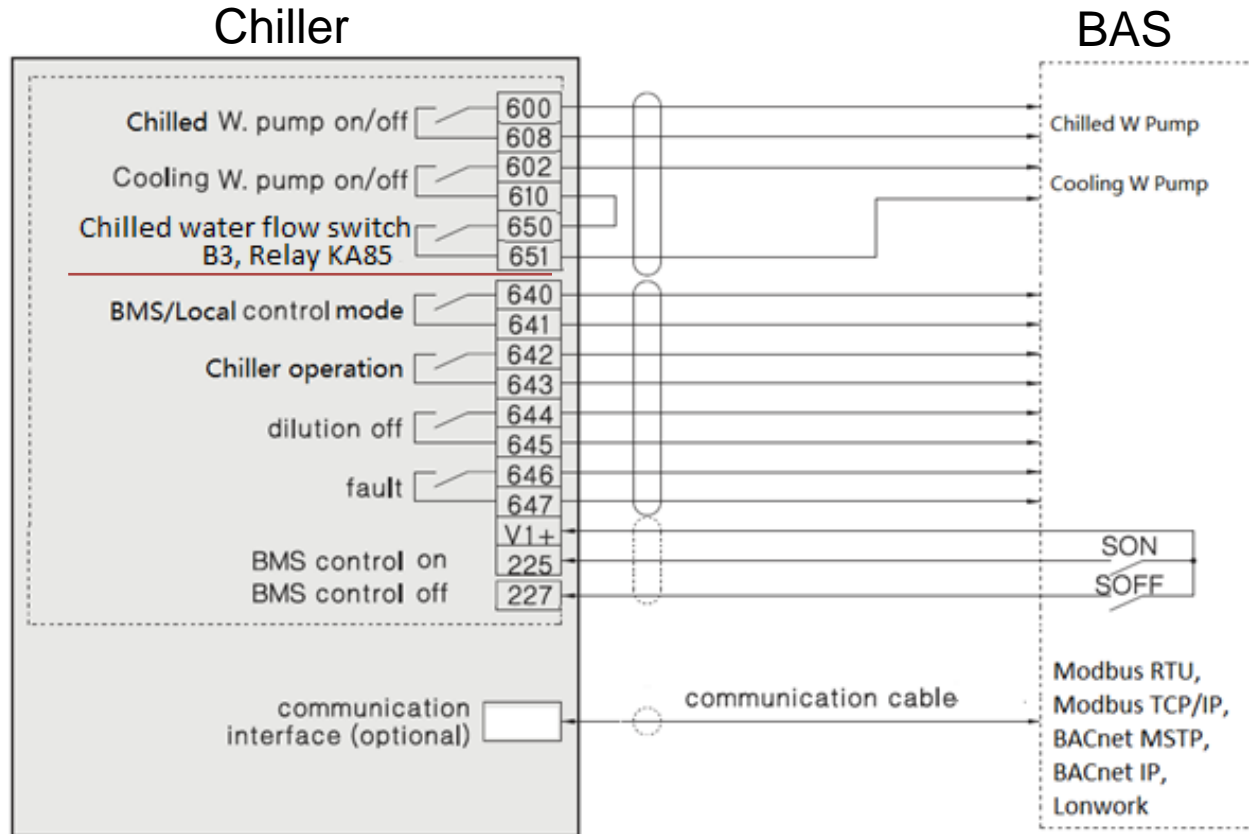 Chiller
BAS
Chilled W. pump on/off
600
608
Chilled W Pump
Cooling W. pump on/off
602
610
Cooling W Pump
Chilled water flow switch
B3, Relay KA85
650
651
BMS/Local control mode
640
641
Chiller operation
642
643
dilution off
644
645
fault
646
647
V1+
BMS control on
225
SON
BMS control off
227
SOFF
communication
interface (optional)
communication cable
Modbus RTU,
Modbus TCP/IP,
BACnet MSTP,
BACnet IP,
Lonwork